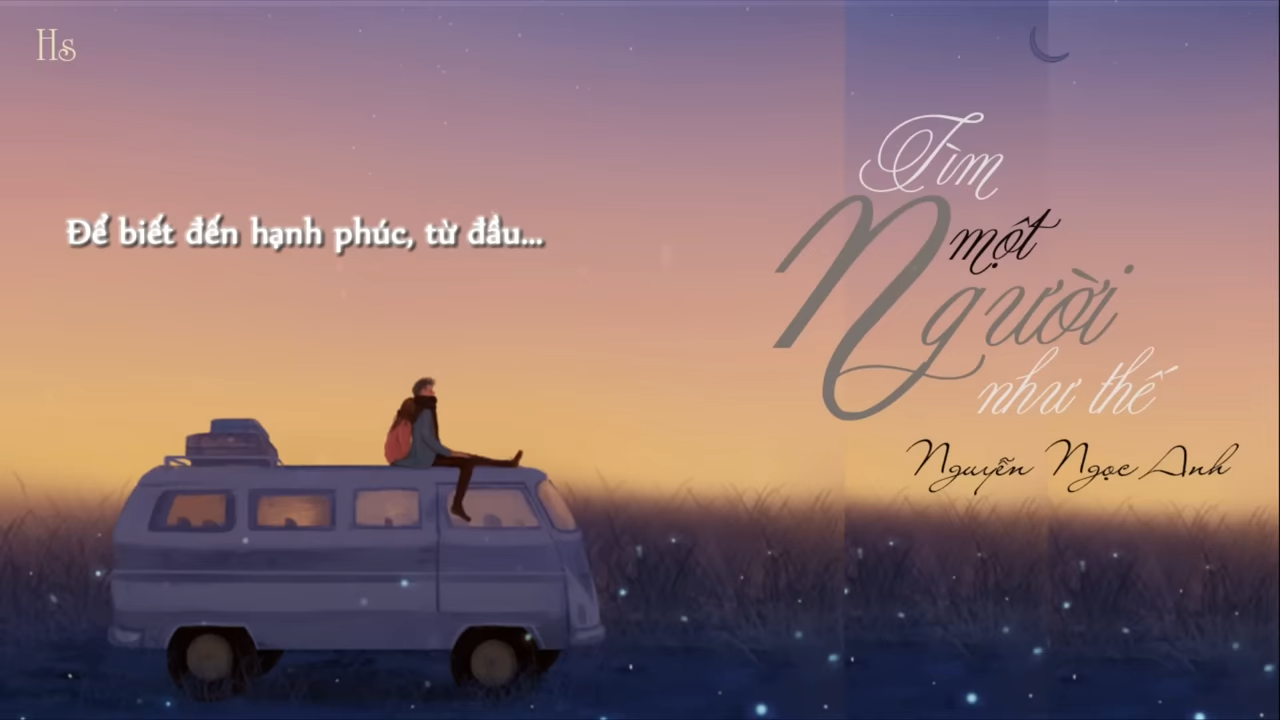 Hs
Để biết đến hạnh phúc, từ đầu...
Tìm
một
Người
như thế
Nguyễn Ngọc Anh